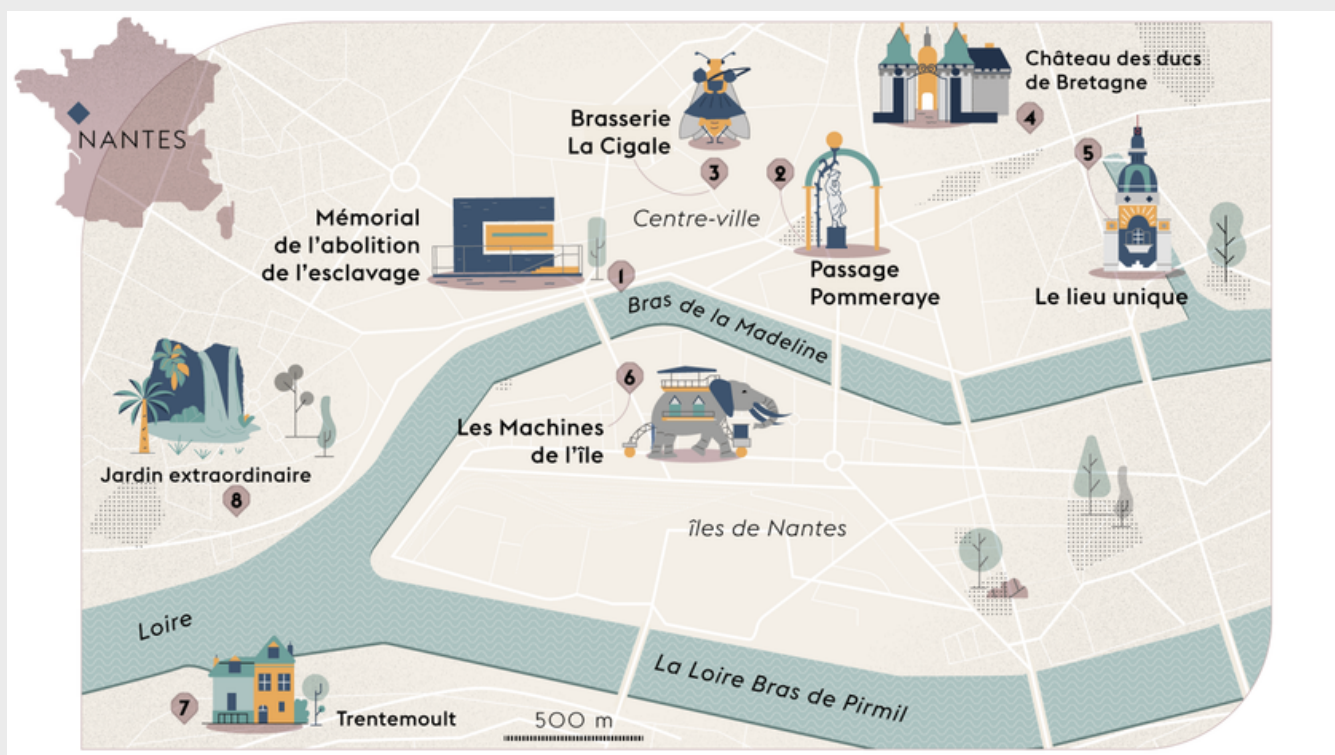 NANTES
Brasserie
La Cigale
3
Château des ducs
de Bretagne
4
5
2
Centre-ville
Mémorial
de l'abolition
de l'esclavage
1
Passage
Pommeraye
Le lieu unique
Bras de la Madeline
6
Les Machines
de l'île
Jardin extraordinaire
8
îles de Nantes
Loire
La Loire Bras de Pirmil
7
Trentemoult
500 m